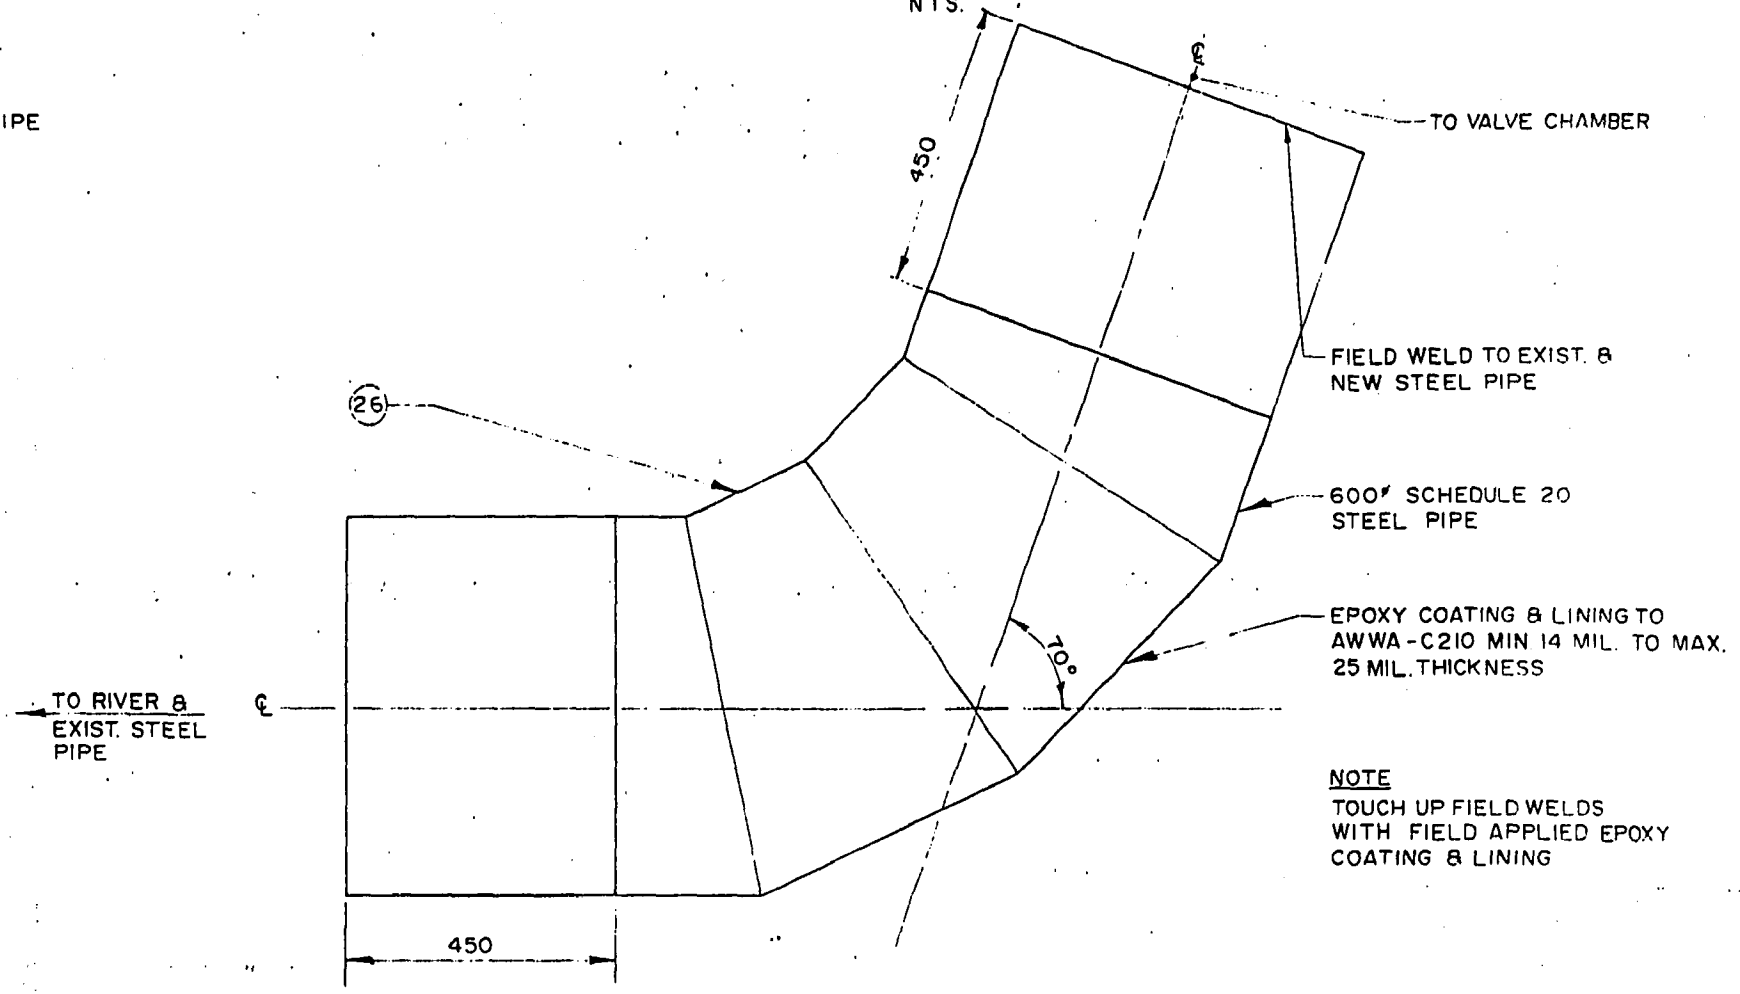 NTS.
℄
IPE
TO VALVE CHAMBER
450
FIELD WELD TO EXIST. &
NEW STEEL PIPE
26
600ø SCHEDULE 20
STEEL PIPE
EPOXY COATING & LINING TO
AWWA-C210 MIN 14 MIL. TO MAX.
25 MIL. THICKNESS
70°
TO RIVER &
EXIST. STEEL
PIPE
℄
NOTE
TOUCH UP FIELD WELDS
WITH FIELD APPLIED EPOXY
COATING & LINING
450